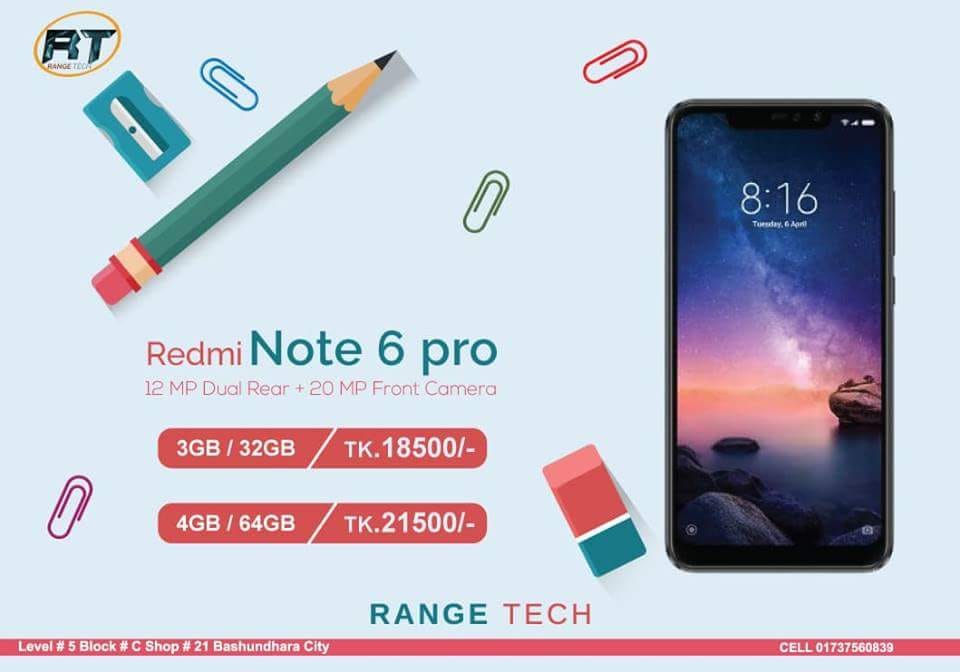 RT
RANGE TECH
8:16
Tuesday, 6 April
Redmi Note 6 pro
12 MP Dual Rear + 20 MP Front Camera
3GB / 32GB / TK.18500/-
4GB / 64GB / TK.21500/-
RANGE TECH
Level # 5 Block # C Shop # 21 Bashundhara City
CELL 01737560839